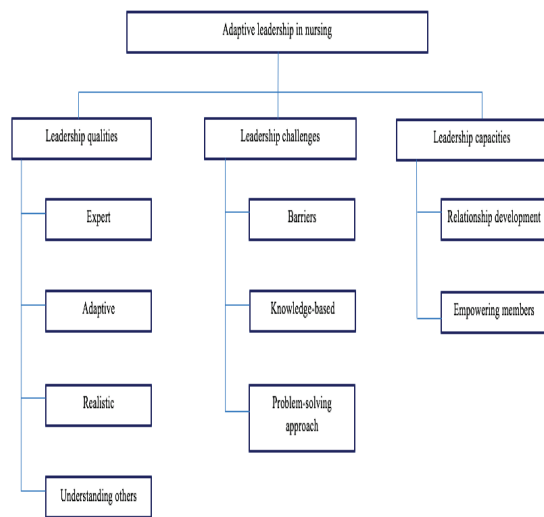 Adaptive leadership in nursing
Leadership qualities
Leadership challenges
Leadership capacities
Expert
Barriers
Relationship development
Adaptive
Knowledge-based
Empowering members
Realistic
Problem-solving
approach
Understanding others